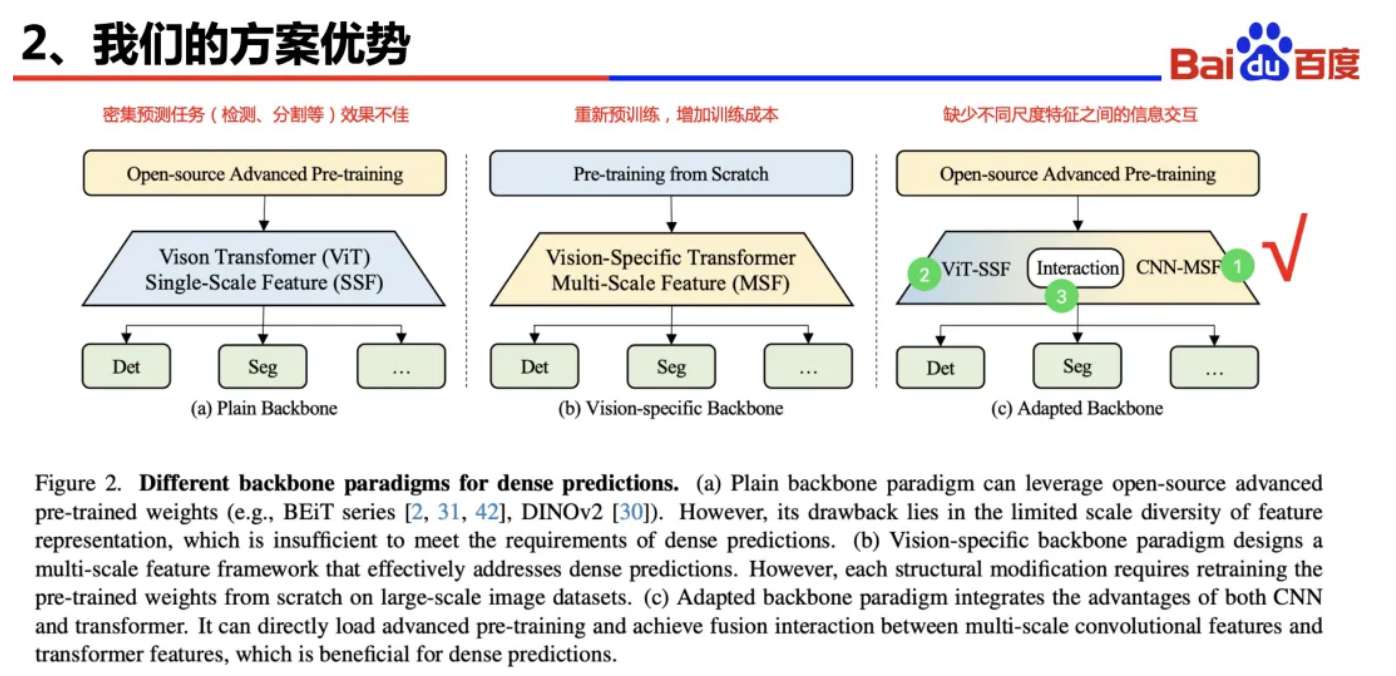 2、我们的方案优势
Bai du 百度
密集预测任务（检测、分割等）效果不佳
重新预训练，增加训练成本
缺少不同尺度特征之间的信息交互
Open-source Advanced Pre-training
Pre-training from Scratch
Open-source Advanced Pre-training
Vison Transfomer (ViT)
Single-Scale Feature (SSF)
Vision-Specific Transformer
Multi-Scale Feature (MSF)
2 ViT-SSF Interaction CNN-MSF 1 √
3
Det Seg ...
Det Seg ...
Det Seg ...
(a) Plain Backbone
(b) Vision-specific Backbone
(c) Adapted Backbone
Figure 2. Different backbone paradigms for dense predictions. (a) Plain backbone paradigm can leverage open-source advanced
pre-trained weights (e.g., BEiT series [2, 31, 42], DINOv2 [30]). However, its drawback lies in the limited scale diversity of feature
representation, which is insufficient to meet the requirements of dense predictions. (b) Vision-specific backbone paradigm designs a
multi-scale feature framework that effectively addresses dense predictions. However, each structural modification requires retraining the
pre-trained weights from scratch on large-scale image datasets. (c) Adapted backbone paradigm integrates the advantages of both CNN
and transformer. It can directly load advanced pre-training and achieve fusion interaction between multi-scale convolutional features and
transformer features, which is beneficial for dense predictions.